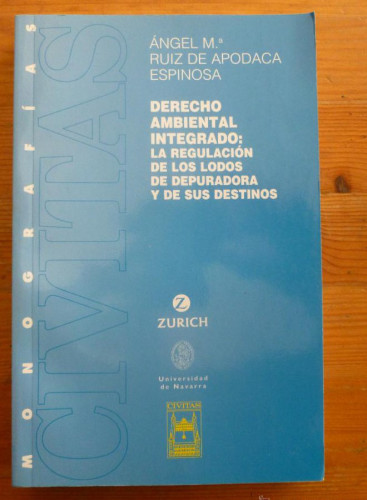 ÁNGEL M.ª
RUIZ DE APODACA
ESPINOSA
DERECHO
AMBIENTAL
INTEGRADO:
LA REGULACIÓN
DE LOS LODOS
DE DEPURADORA
Y DE SUS DESTINOS
MONOGRAFÍAS
CIVITAS
Z
ZURICH
Universidad
de Navarra
CIVITAS